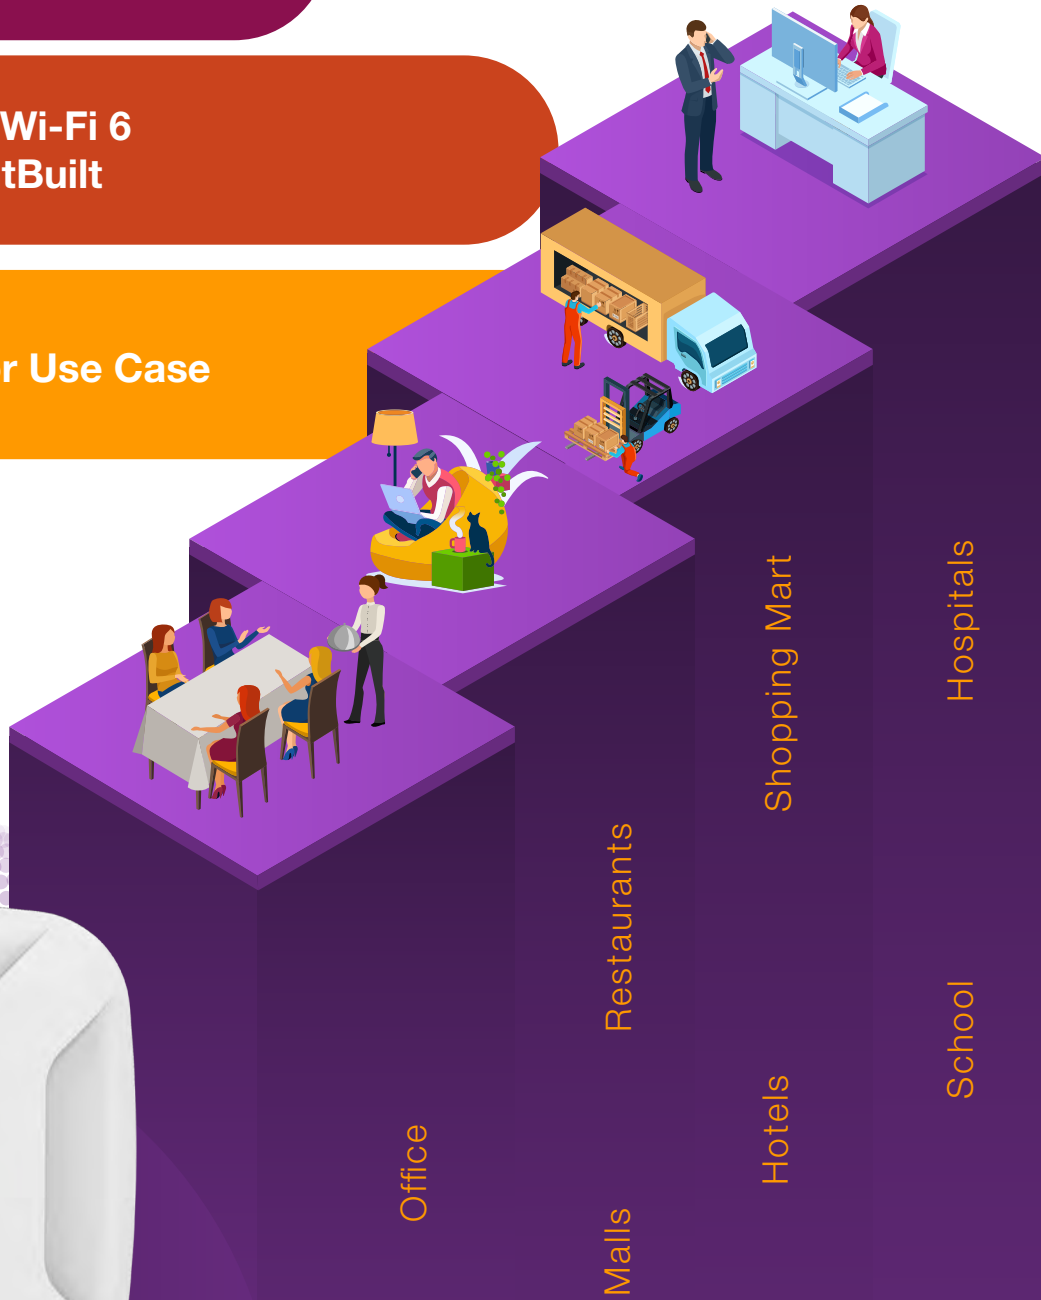 Wi-Fi 6
tBuilt
r Use Case
Office
Restaurants
Malls
Shopping Mart
Hotels
Hospitals
School